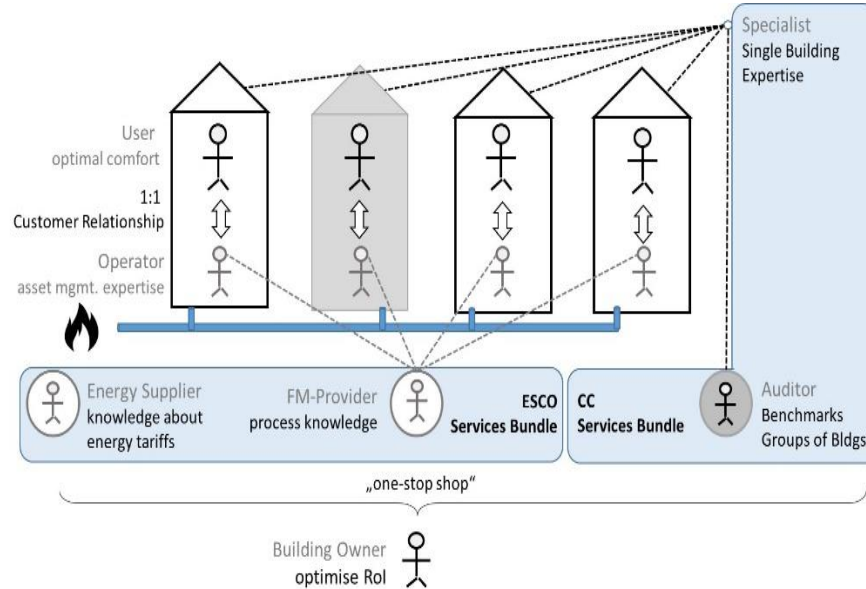 Specialist
Single Building
Expertise
User
optimal comfort
1:1
Customer Relationship
Operator
asset mgmt. expertise
Energy Supplier
knowledge about
energy tariffs
FM-Provider
process knowledge
ESCO
Services Bundle
CC
Services Bundle
Auditor
Benchmarks
Groups of Bldgs
„one-stop shop“
Building Owner
optimise RoI